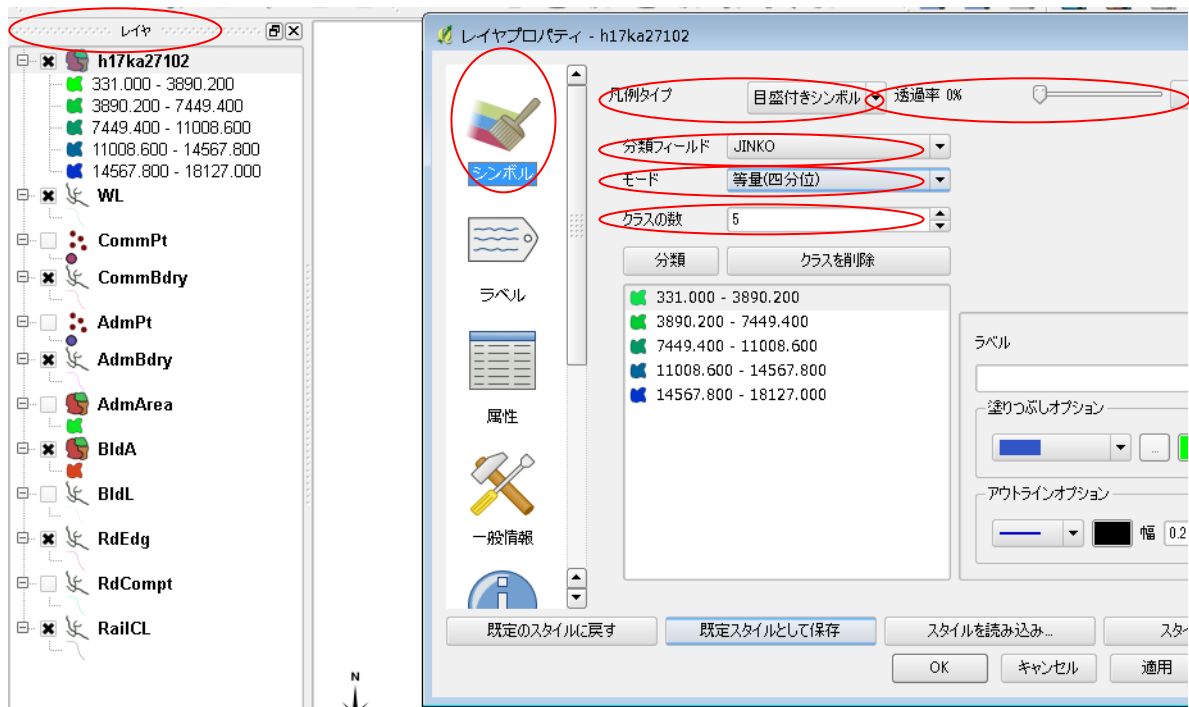 レイヤ
h17ka27102
331.000 - 3890.200
3890.200 - 7449.400
7449.400 - 11008.600
11008.600 - 14567.800
14567.800 - 18127.000
WL
CommPt
CommBdry
AdmPt
AdmBdry
AdmArea
BldA
BldL
RdEdg
RdCompt
RailCL
N
レイヤプロパティ - h17ka27102
シンボル
ラベル
属性
一般情報
凡例タイプ 目盛付きシンボル 透過率 0%
分類フィールド JINKO
モード 等量(四分位)
クラスの数 5
分類 クラスを削除
331.000 - 3890.200
3890.200 - 7449.400
7449.400 - 11008.600
11008.600 - 14567.800
14567.800 - 18127.000
ラベル
塗りつぶしオプション
...
アウトラインオプション
幅 0.2
既定のスタイルに戻す 既定スタイルとして保存 スタイルを読み込み... スタ
OK キャンセル 適用